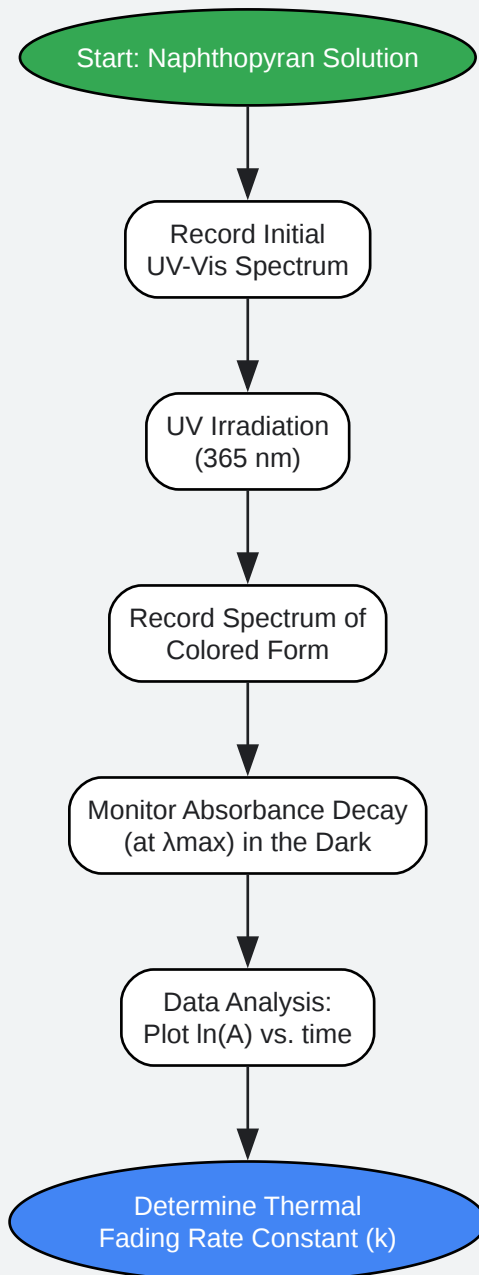 Start: Naphthopyran Solution
Record Initial
UV-Vis Spectrum
UV Irradiation
(365 nm)
Record Spectrum of
Colored Form
Monitor Absorbance Decay
(at λmax) in the Dark
Data Analysis:
Plot ln(A) vs. time
Determine Thermal
Fading Rate Constant (k)